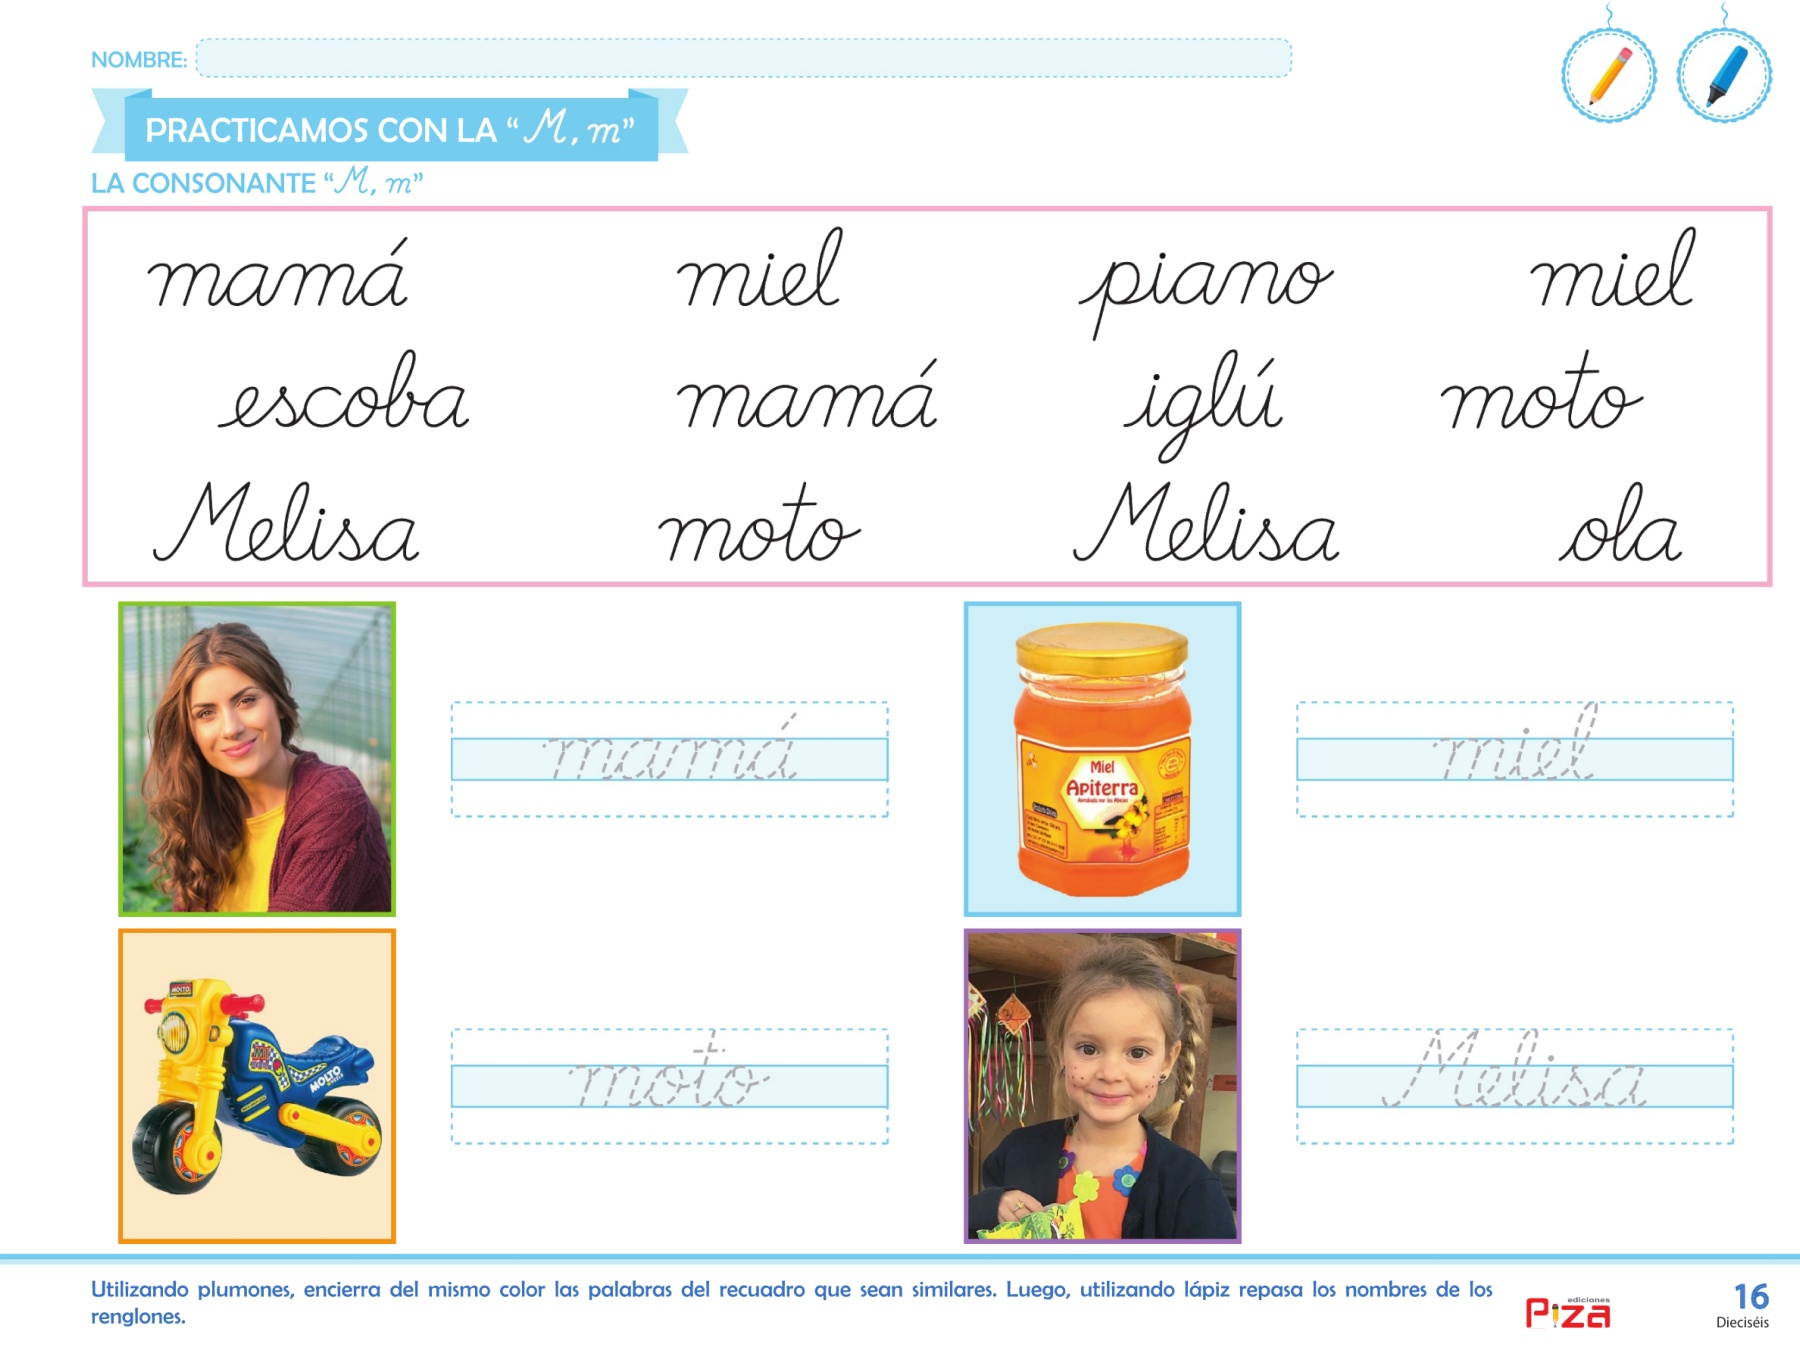 NOMBRE:
PRACTICAMOS CON LA “M, m”
LA CONSONANTE “M, m”
mamá miel piano miel
escoba mamá iglú moto
Melisa moto Melisa ola
mamá
Miel
Apiterra
miel
MOLTO
MOLTO
moto
Melisa
Utilizando plumones, encierra del mismo color las palabras del recuadro que sean similares. Luego, utilizando lápiz repasa los nombres de los
renglones.
ediciones
Piza
16
Dieciséis